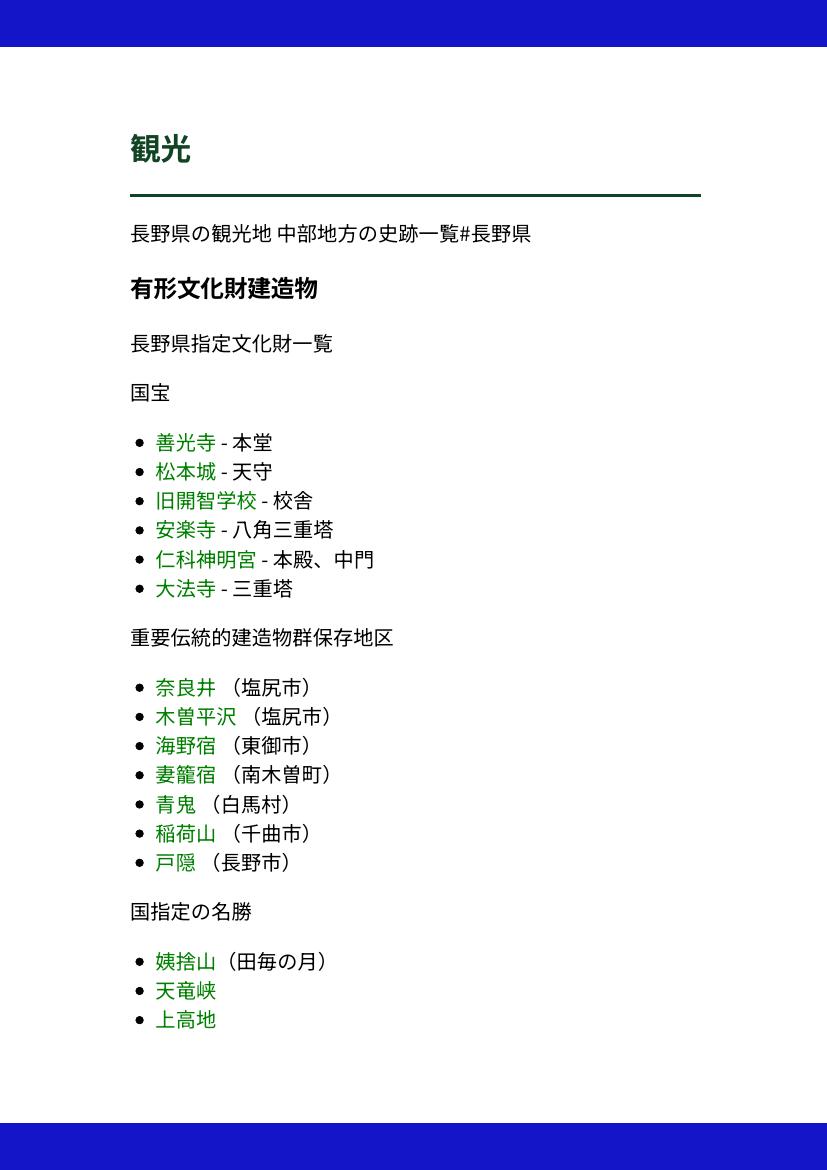 観光
長野県の観光地 中部地方の史跡一覧#長野県
有形文化財建造物
長野県指定文化財一覧
国宝
• 善光寺 - 本堂
• 松本城 - 天守
• 旧開智学校 - 校舎
• 安楽寺 - 八角三重塔
• 仁科神明宮 - 本殿、中門
• 大法寺 - 三重塔
重要伝統的建造物群保存地区
• 奈良井 （塩尻市）
• 木曽平沢 （塩尻市）
• 海野宿 （東御市）
• 妻籠宿 （南木曽町）
• 青鬼 （白馬村）
• 稲荷山 （千曲市）
• 戸隠 （長野市）
国指定の名勝
• 姨捨山（田毎の月）
• 天竜峡
• 上高地